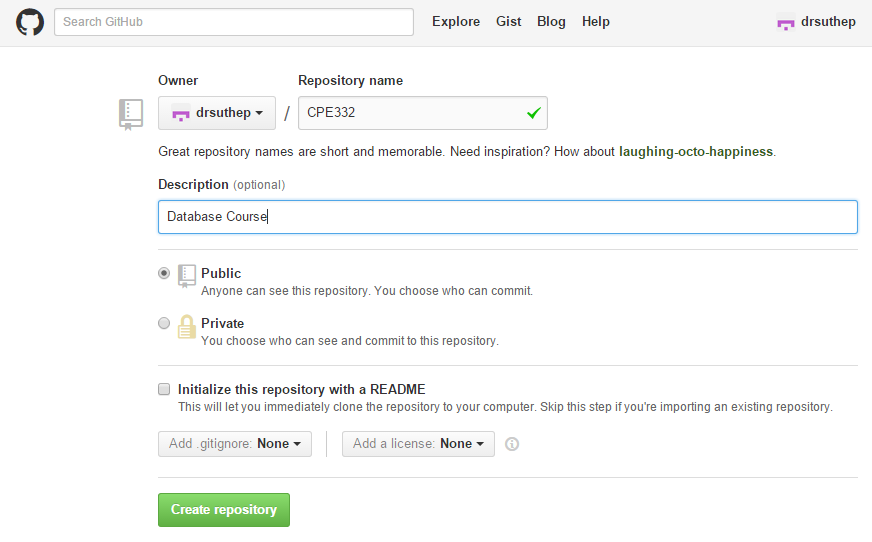 Search GitHub Explore Gist Blog Help drsuthep
Owner Repository name
drsuthep / CPE332
Great repository names are short and memorable. Need inspiration? How about laughing-octo-happiness.
Description (optional)
Database Course
Public
Anyone can see this repository. You choose who can commit.
Private
You choose who can see and commit to this repository.
Initialize this repository with a README
This will let you immediately clone the repository to your computer. Skip this step if you're importing an existing repository.
Add .gitignore: None Add a license: None
Create repository